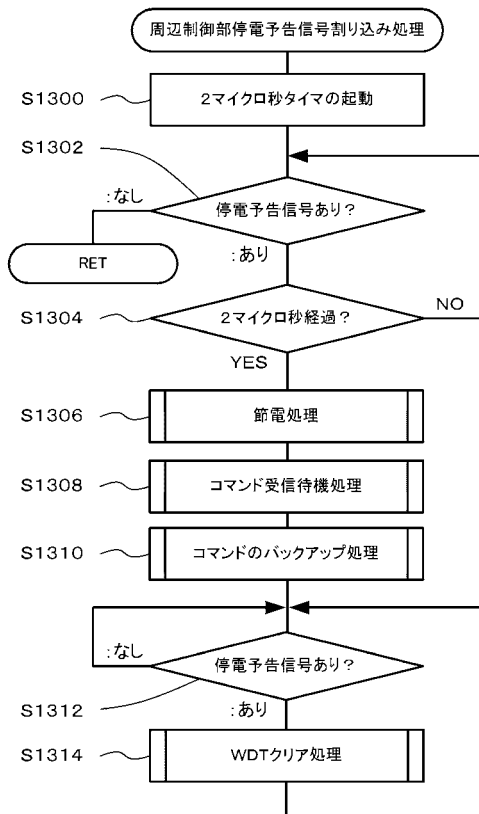 周辺制御部停電予告信号割り込み処理
S1300
2マイクロ秒タイマの起動
S1302
:なし
停電予告信号あり?
RET
:あり
S1304
2マイクロ秒経過?
NO
YES
S1306
節電処理
S1308
コマンド受信待機処理
S1310
コマンドのバックアップ処理
:なし
停電予告信号あり?
S1312
:あり
S1314
WDTクリア処理